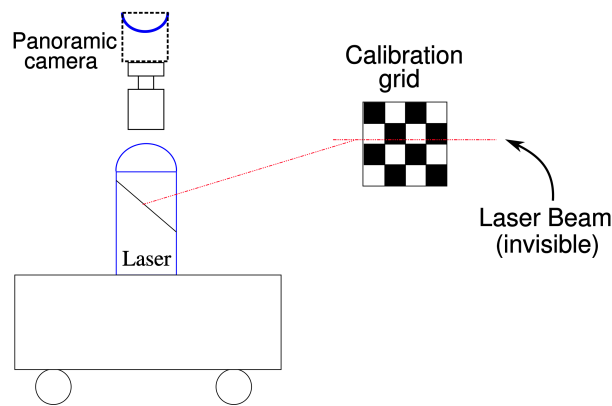 Panoramic
camera
Calibration
grid
Laser Beam
(invisible)
Laser